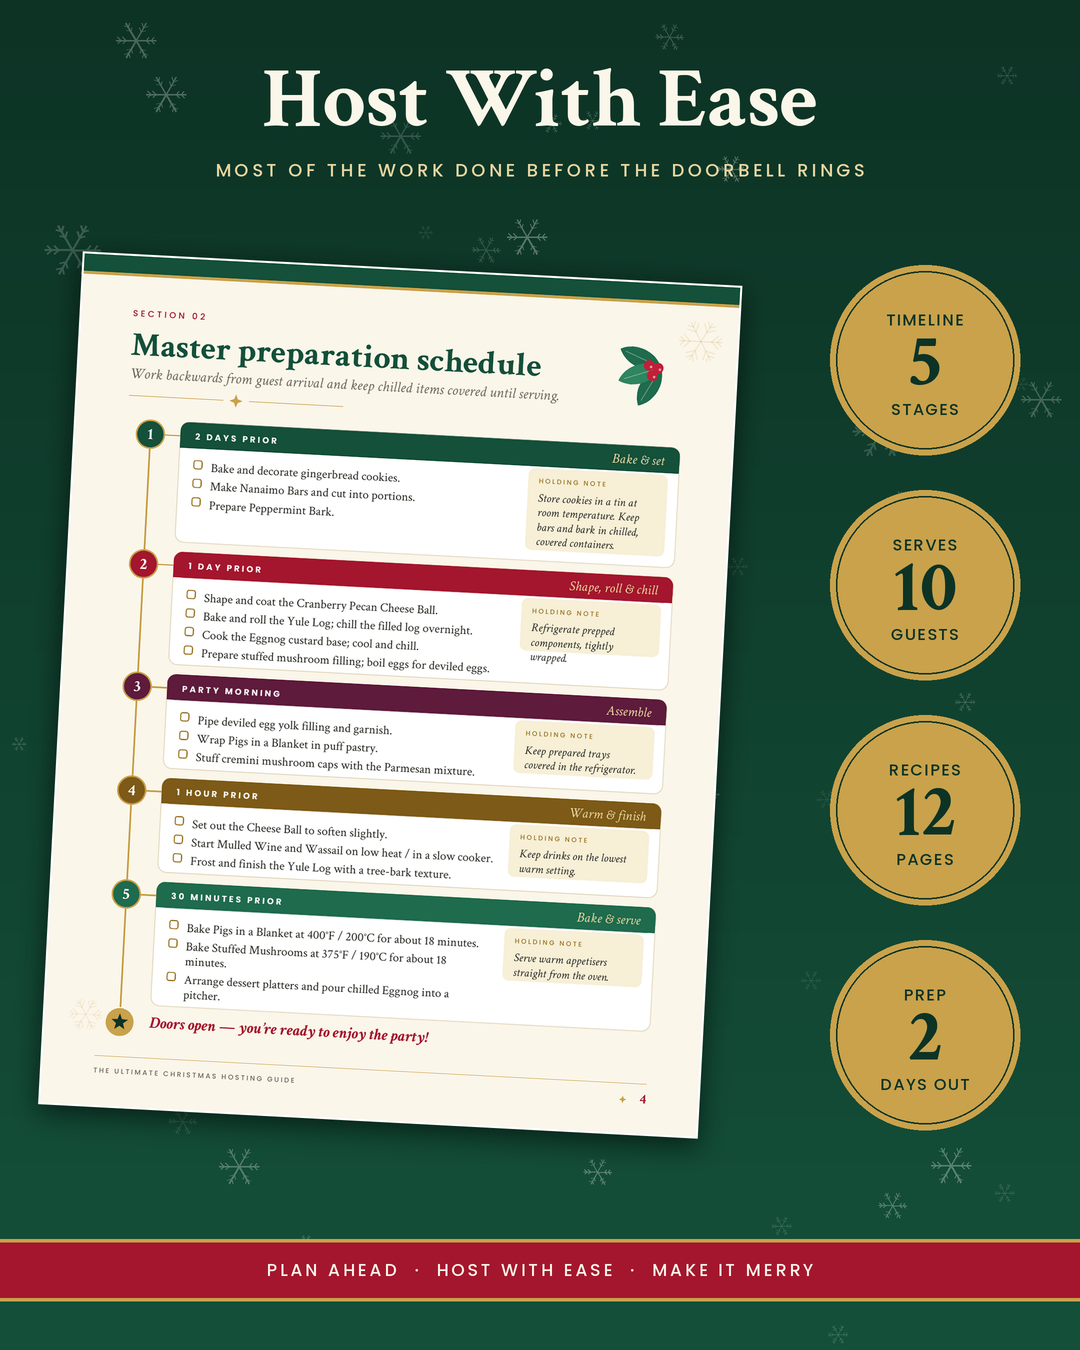 Host With Ease
MOST OF THE WORK DONE BEFORE THE DOORBELL RINGS
SECTION 02
Master preparation schedule
Work backwards from guest arrival and keep chilled items covered until serving.
1
2 DAYS PRIOR
Bake & set
Bake and decorate gingerbread cookies.
Make Nanaimo Bars and cut into portions.
Prepare Peppermint Bark.
HOLDING NOTE
Store cookies in a tin at
room temperature. Keep
bars and bark in chilled,
covered containers.
2
1 DAY PRIOR
Shape, roll & chill
Shape and coat the Cranberry Pecan Cheese Ball.
Bake and roll the Yule Log; chill the filled log overnight.
Cook the Eggnog custard base; cool and chill.
Prepare stuffed mushroom filling; boil eggs for deviled eggs.
HOLDING NOTE
Refrigerate prepped
components, tightly
wrapped.
3
PARTY MORNING
Assemble
Pipe deviled egg yolk filling and garnish.
Wrap Pigs in a Blanket in puff pastry.
Stuff cremini mushroom caps with the Parmesan mixture.
HOLDING NOTE
Keep prepared trays
covered in the refrigerator.
4
1 HOUR PRIOR
Warm & finish
Set out the Cheese Ball to soften slightly.
Start Mulled Wine and Wassail on low heat / in a slow cooker.
Frost and finish the Yule Log with a tree-bark texture.
HOLDING NOTE
Keep drinks on the lowest
warm setting.
5
30 MINUTES PRIOR
Bake & serve
Bake Pigs in a Blanket at 400°F / 200°C for about 18 minutes.
Bake Stuffed Mushrooms at 375°F / 190°C for about 18
minutes.
Arrange dessert platters and pour chilled Eggnog into a
pitcher.
HOLDING NOTE
Serve warm appetisers
straight from the oven.
Doors open — you're ready to enjoy the party!
THE ULTIMATE CHRISTMAS HOSTING GUIDE
4
TIMELINE
5
STAGES
SERVES
10
GUESTS
RECIPES
12
PAGES
PREP
2
DAYS OUT
PLAN AHEAD · HOST WITH EASE · MAKE IT MERRY